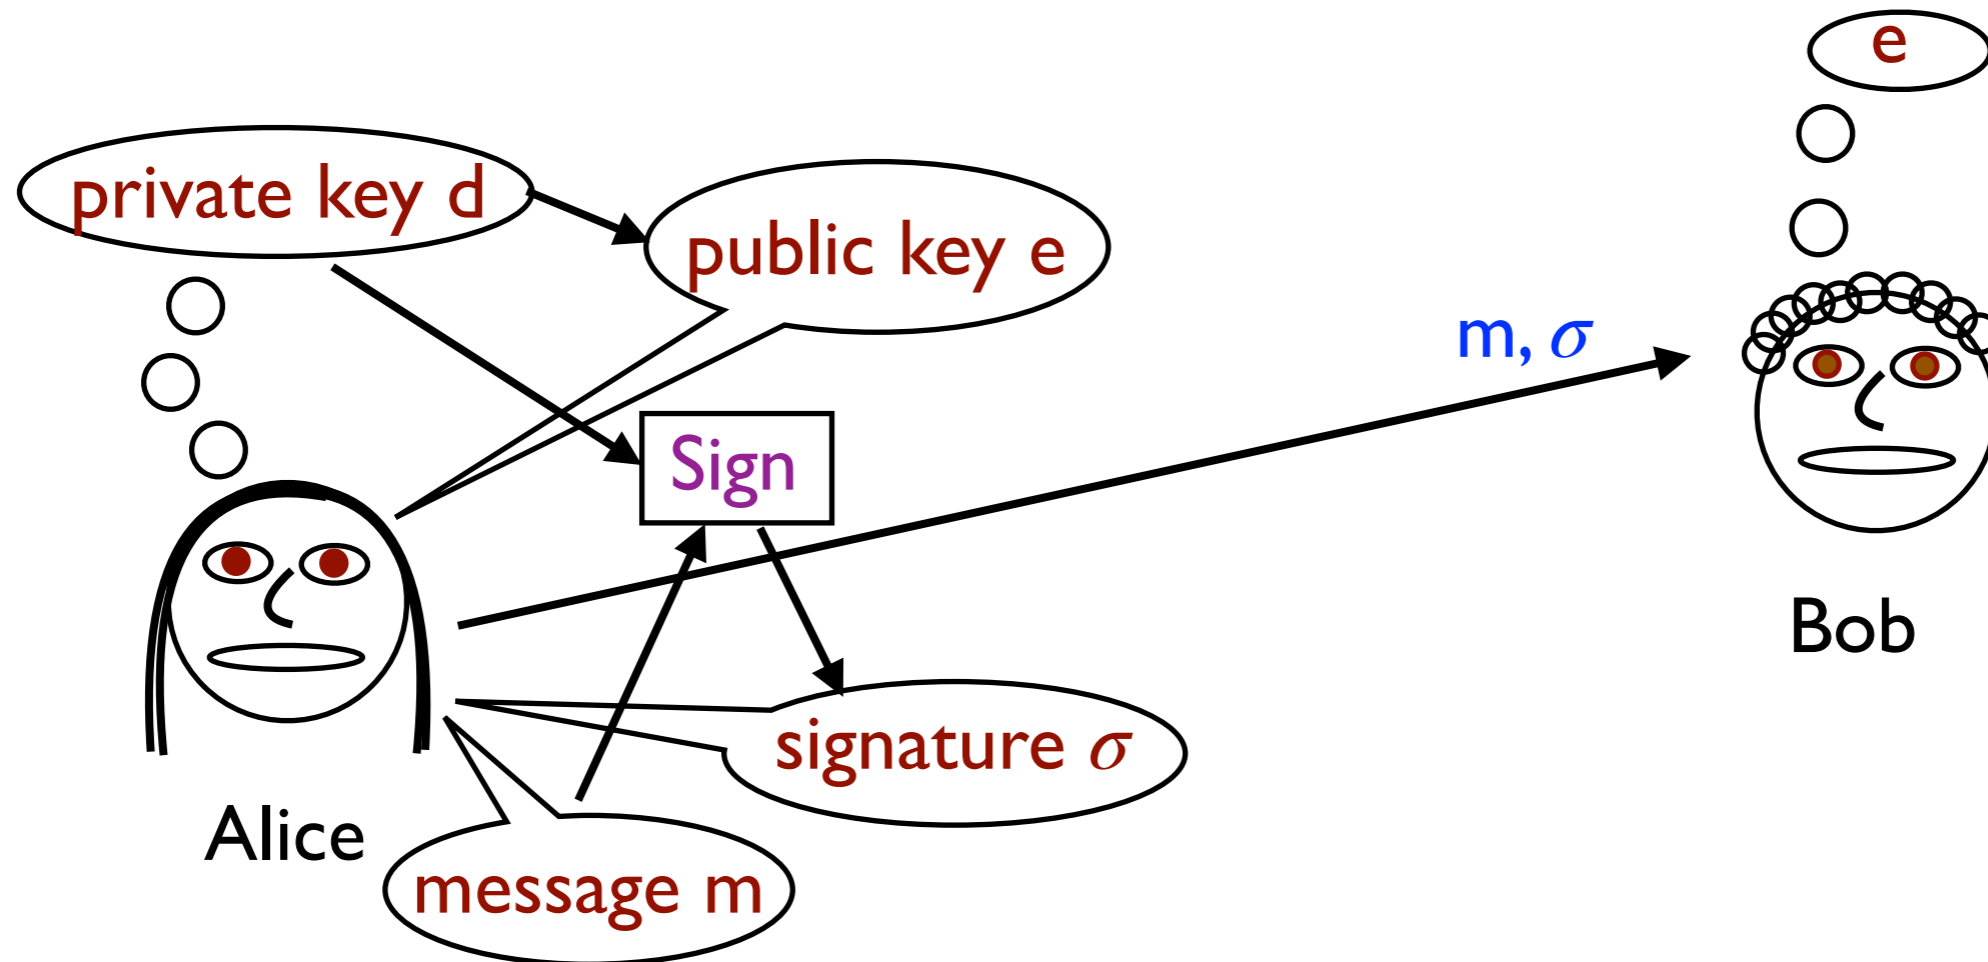 e
private key d
public key e
m, σ
Sign
Bob
signature σ
Alice
message m